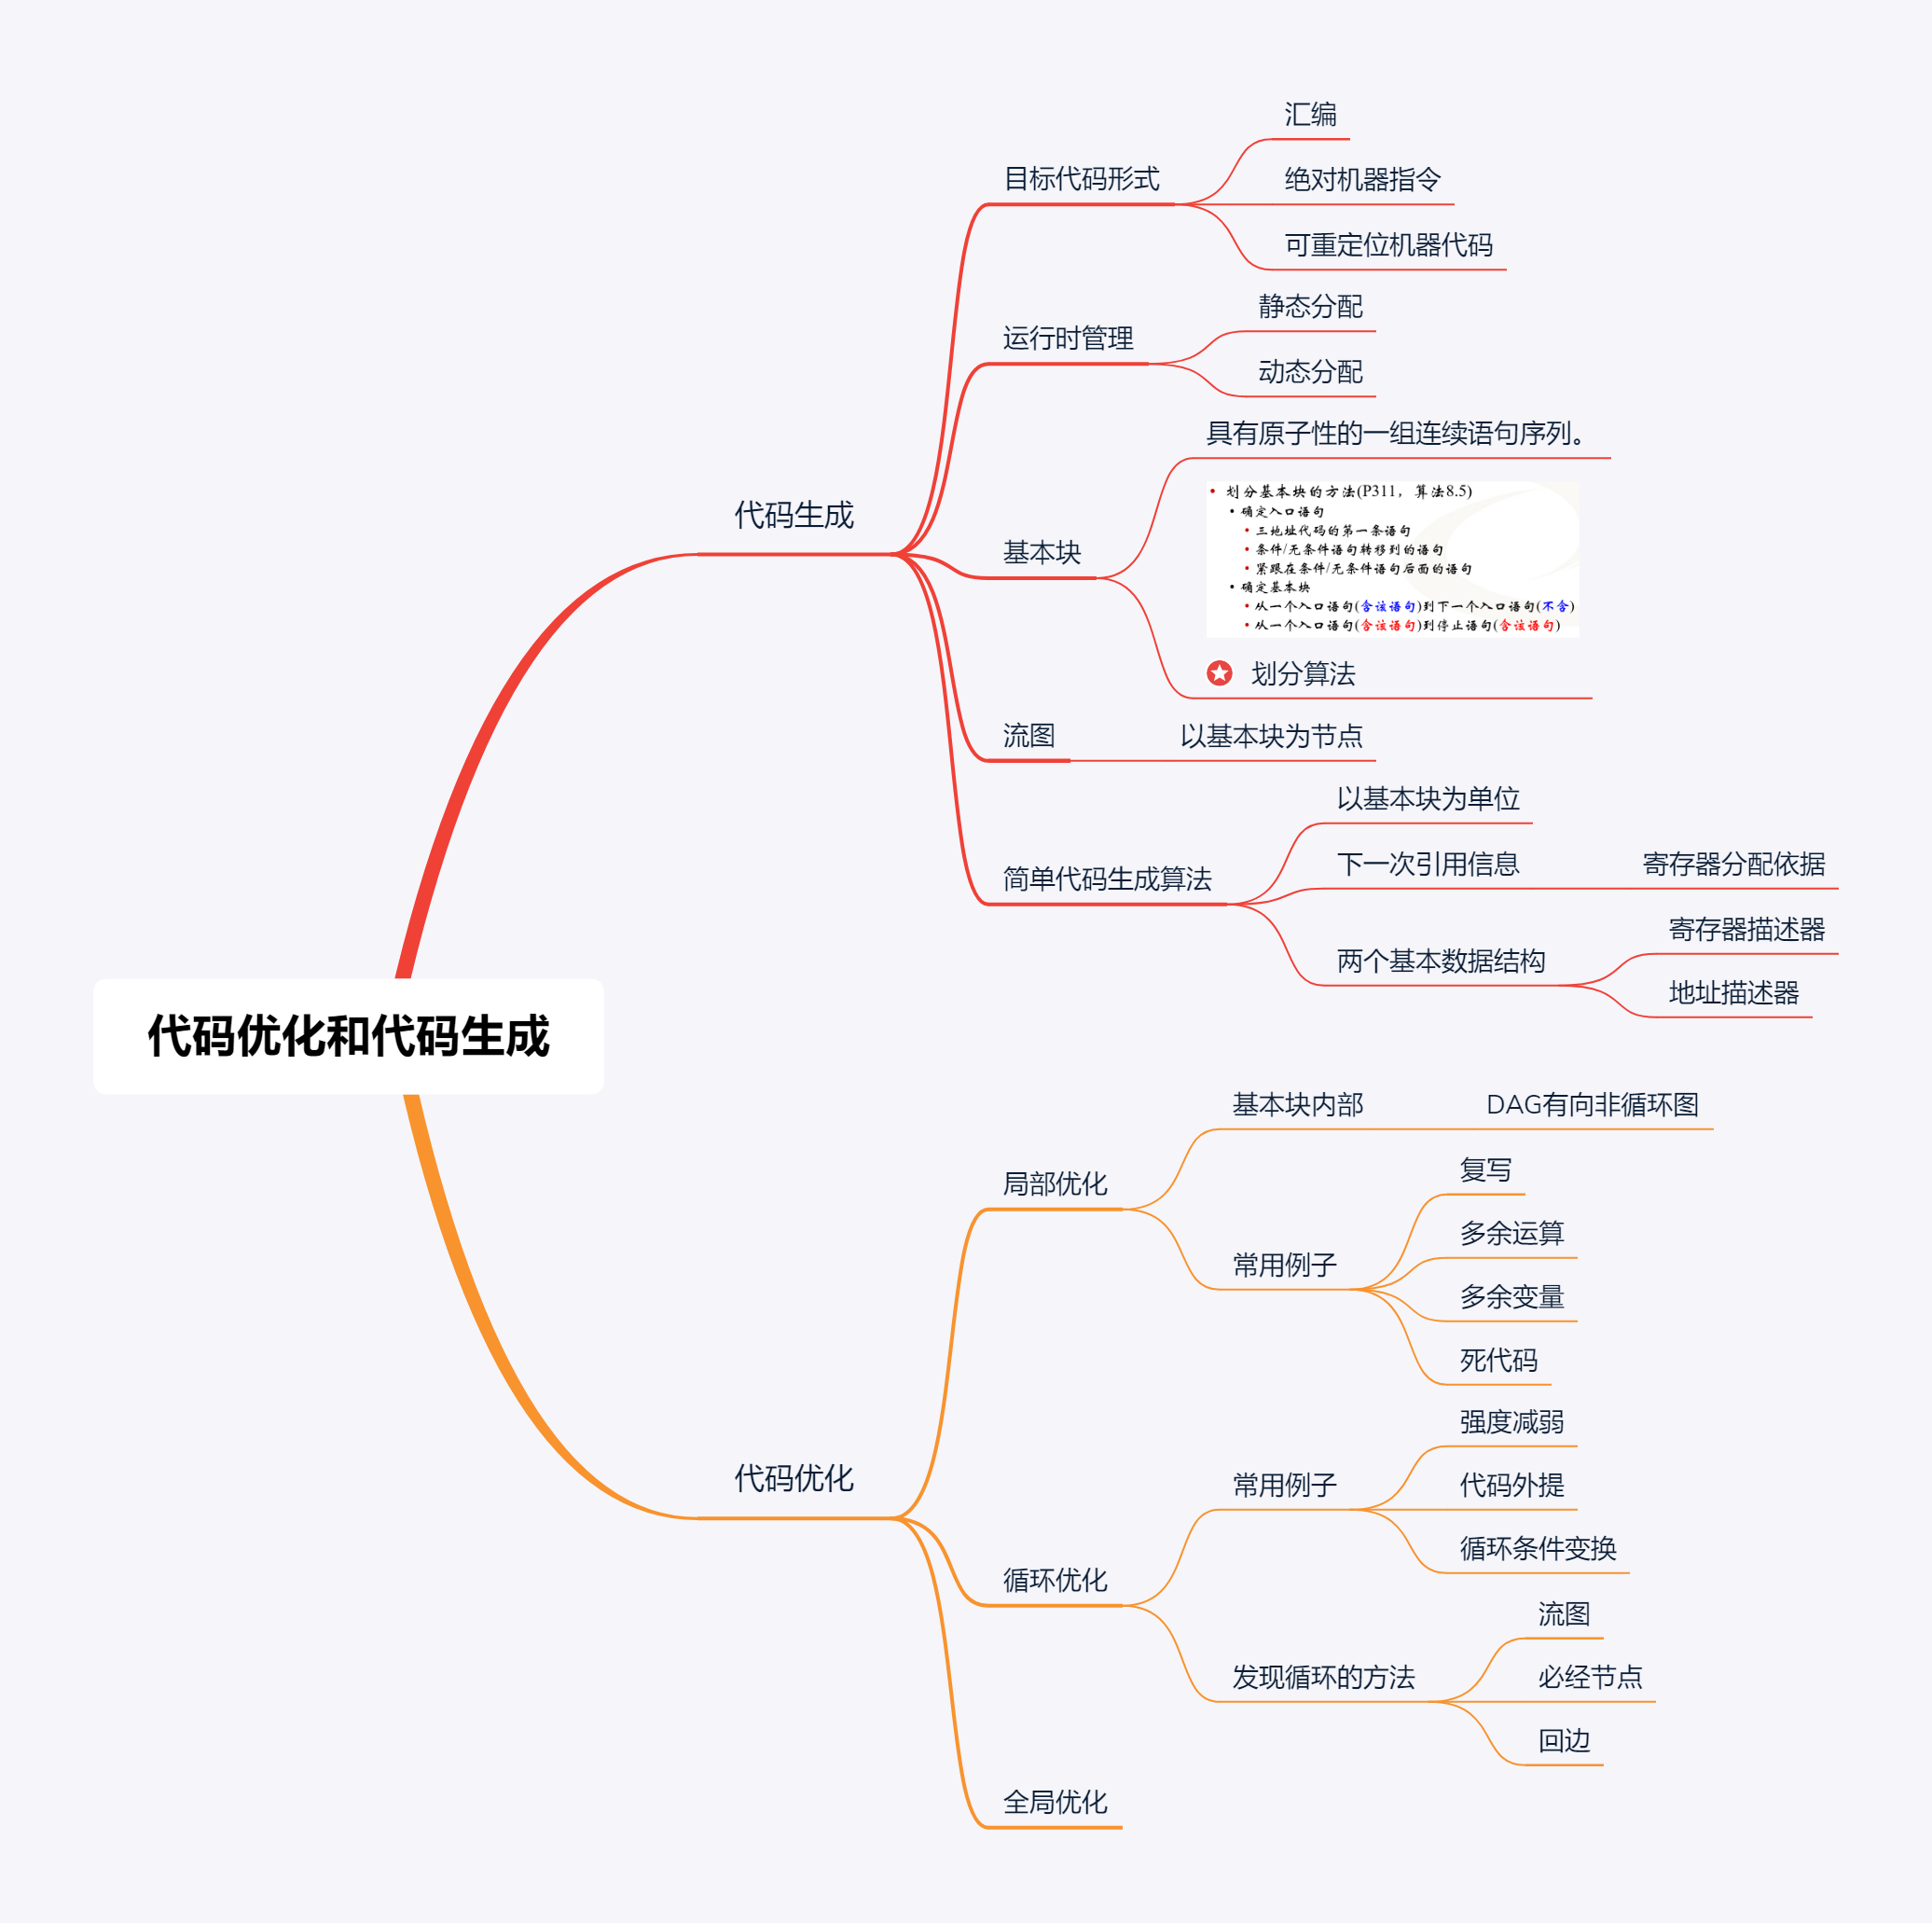 代码优化和代码生成
代码生成
目标代码形式
汇编
绝对机器指令
可重定位机器代码
运行时管理
静态分配
动态分配
基本块
具有原子性的一组连续语句序列。
• 划分基本块的方法(P311，算法8.5)
• 确定入口语句
• 三地址代码的第一条语句
• 条件/无条件语句转移到的语句
• 紧跟在条件/无条件语句后面的语句
• 确定基本块
• 从一个入口语句(含该语句)到下一个入口语句(不含)
• 从一个入口语句(含该语句)到停止语句(含该语句)
划分算法
流图
以基本块为节点
简单代码生成算法
以基本块为单位
下一次引用信息
寄存器分配依据
两个基本数据结构
寄存器描述器
地址描述器
代码优化
局部优化
基本块内部
DAG有向非循环图
常用例子
复写
多余运算
多余变量
死代码
循环优化
常用例子
强度减弱
代码外提
循环条件变换
发现循环的方法
流图
必经节点
回边
全局优化